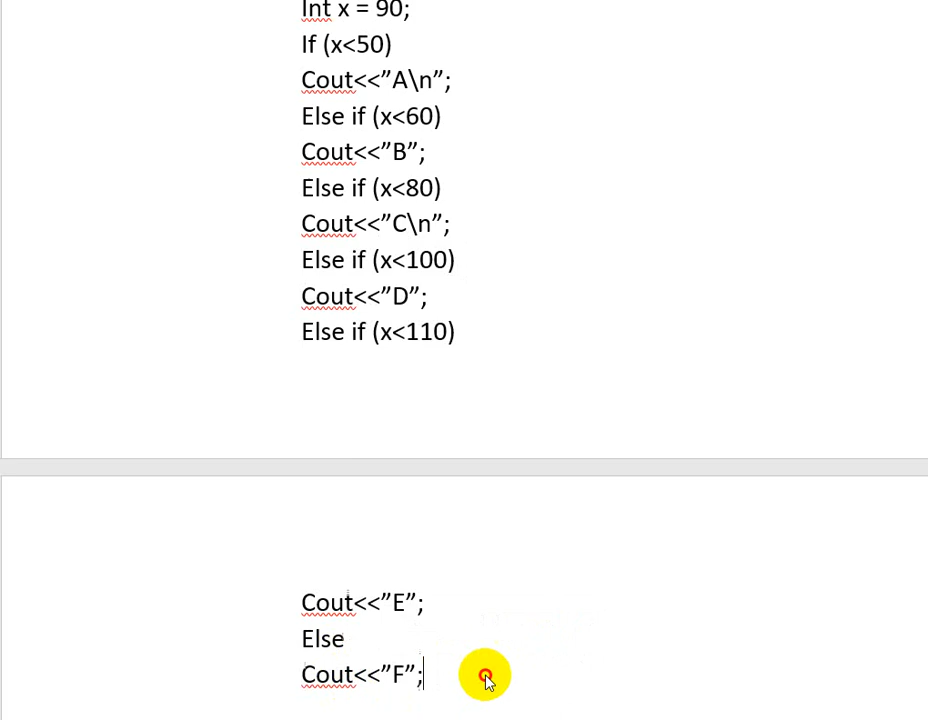 Int x = 90;
If (x<50)
Cout<<”A\n”;
Else if (x<60)
Cout<<”B”;
Else if (x<80)
Cout<<”C\n”;
Else if (x<100)
Cout<<”D”;
Else if (x<110)
Cout<<”E”;
Else
Cout<<”F”;